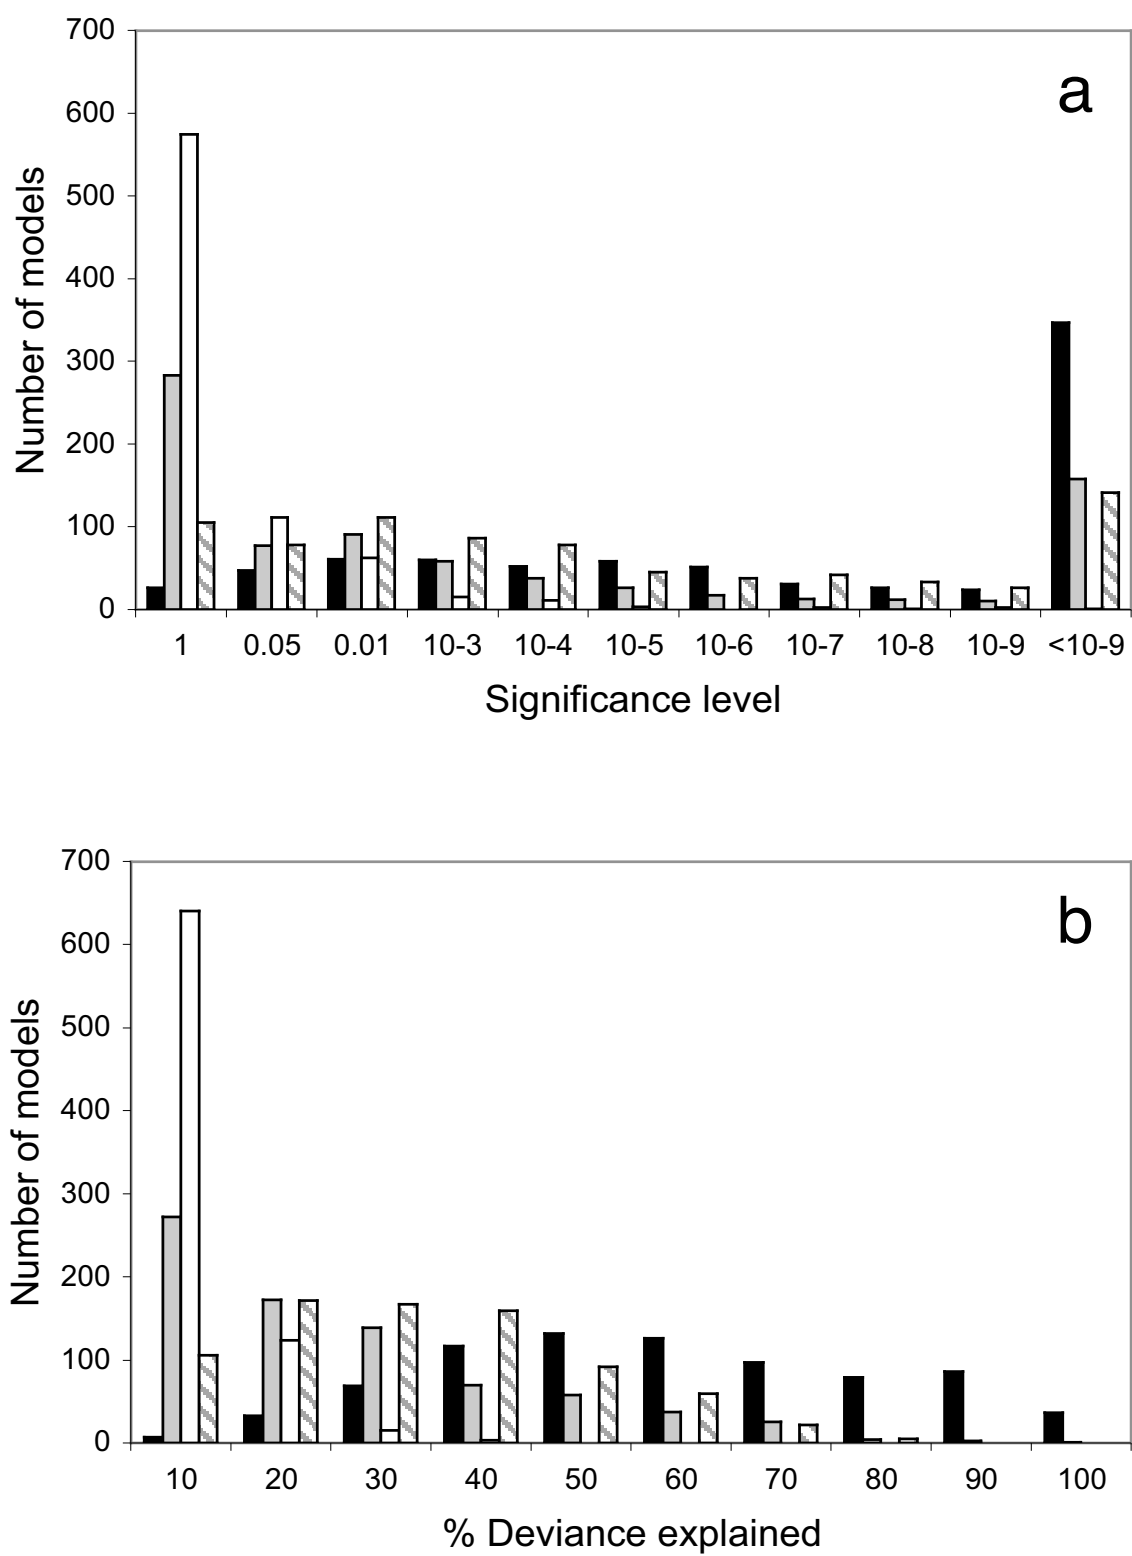 700
a
600
500
400
300
200
100
0
Number of models
1 0.05 0.01 10-3 10-4 10-5 10-6 10-7 10-8 10-9 <10-9
Significance level
700
b
600
500
400
300
200
100
0
Number of models
10 20 30 40 50 60 70 80 90 100
% Deviance explained